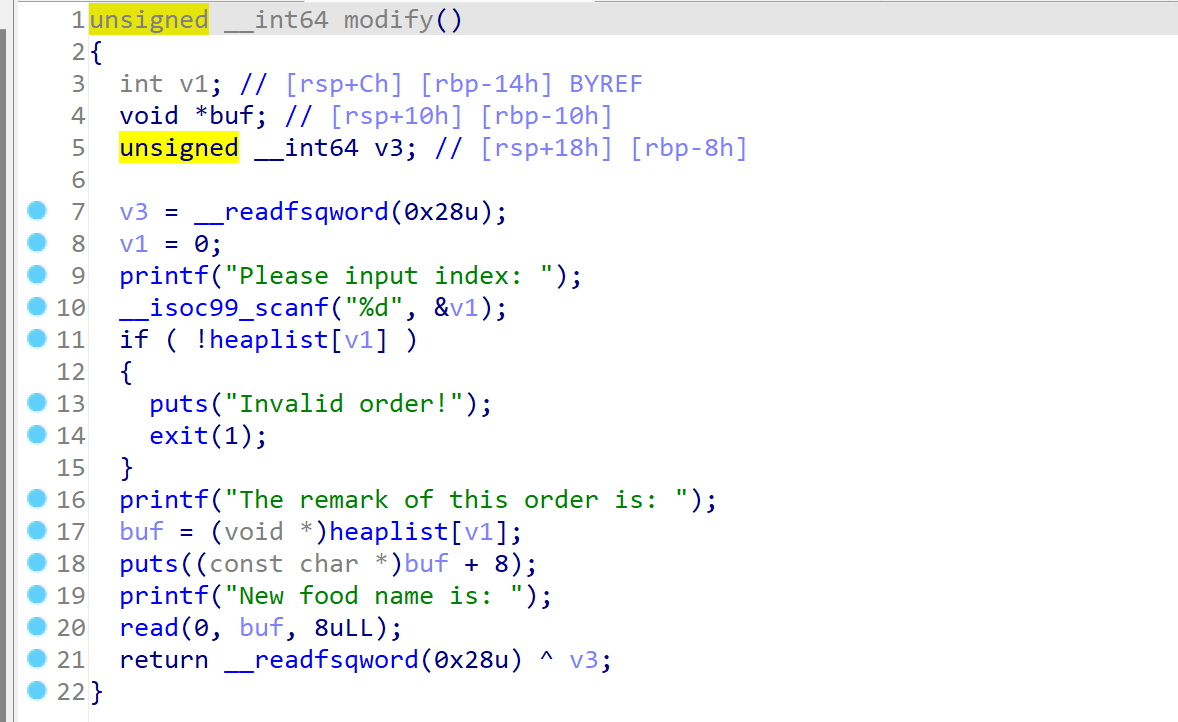 1 unsigned __int64 modify()
2 {
3   int v1; // [rsp+Ch] [rbp-14h] BYREF
4   void *buf; // [rsp+10h] [rbp-10h]
5   unsigned __int64 v3; // [rsp+18h] [rbp-8h]
6
7   v3 = __readfsqword(0x28u);
8   v1 = 0;
9   printf("Please input index: ");
10   __isoc99_scanf("%d", &v1);
11   if ( !heaplist[v1] )
12   {
13     puts("Invalid order!");
14     exit(1);
15   }
16   printf("The remark of this order is: ");
17   buf = (void *)heaplist[v1];
18   puts((const char *)buf + 8);
19   printf("New food name is: ");
20   read(0, buf, 8uLL);
21   return __readfsqword(0x28u) ^ v3;
22 }